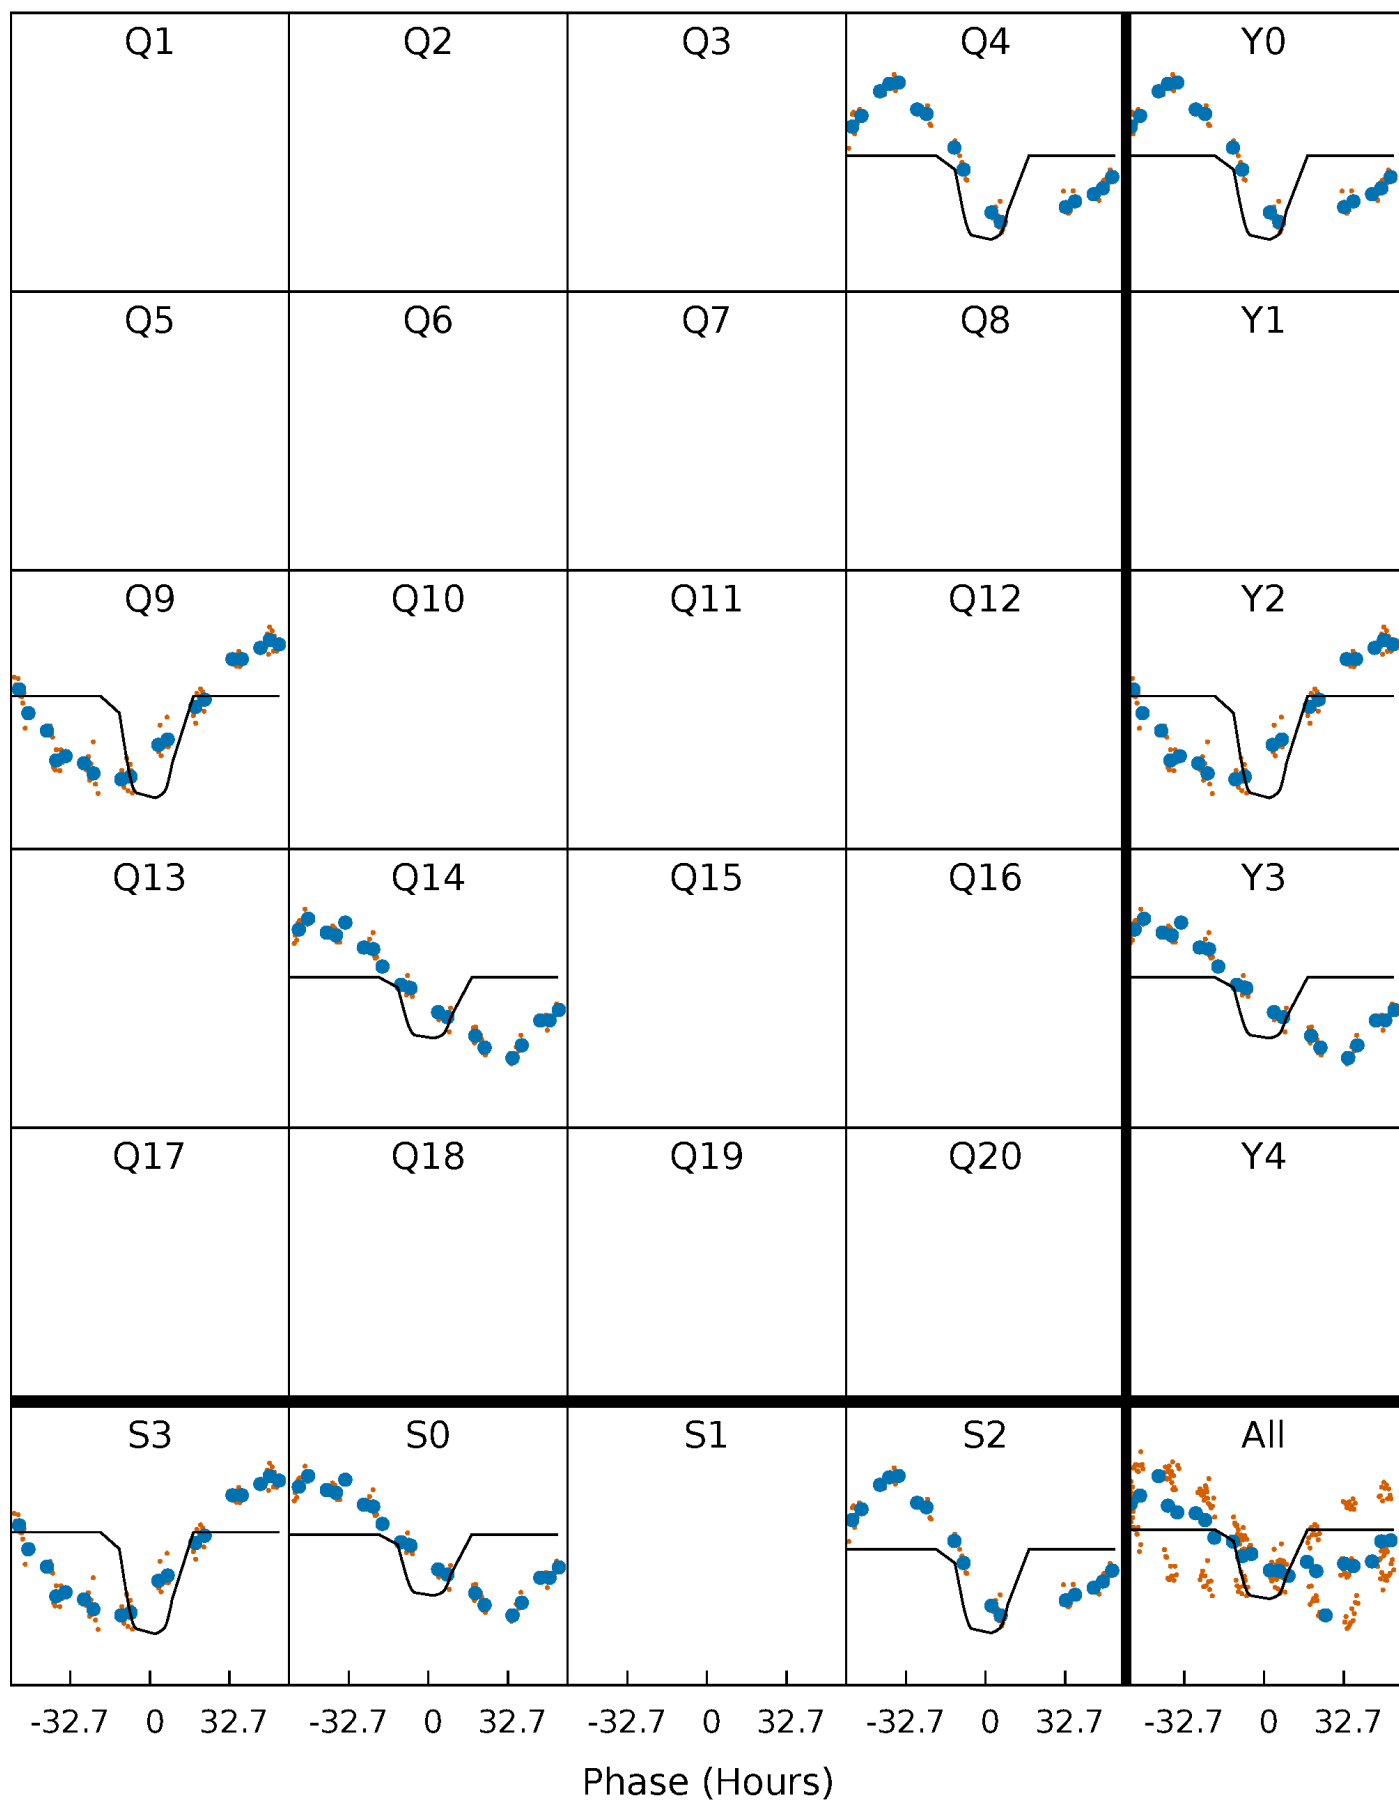 Q1 Q2 Q3 Q4 Y0
Q5 Q6 Q7 Q8 Y1
Q9 Q10 Q11 Q12 Y2
Q13 Q14 Q15 Q16 Y3
Q17 Q18 Q19 Q20 Y4
S3 S0 S1 S2 All
-32.7 0 32.7 -32.7 0 32.7 -32.7 0 32.7 -32.7 0 32.7 -32.7 0 32.7
Phase (Hours)